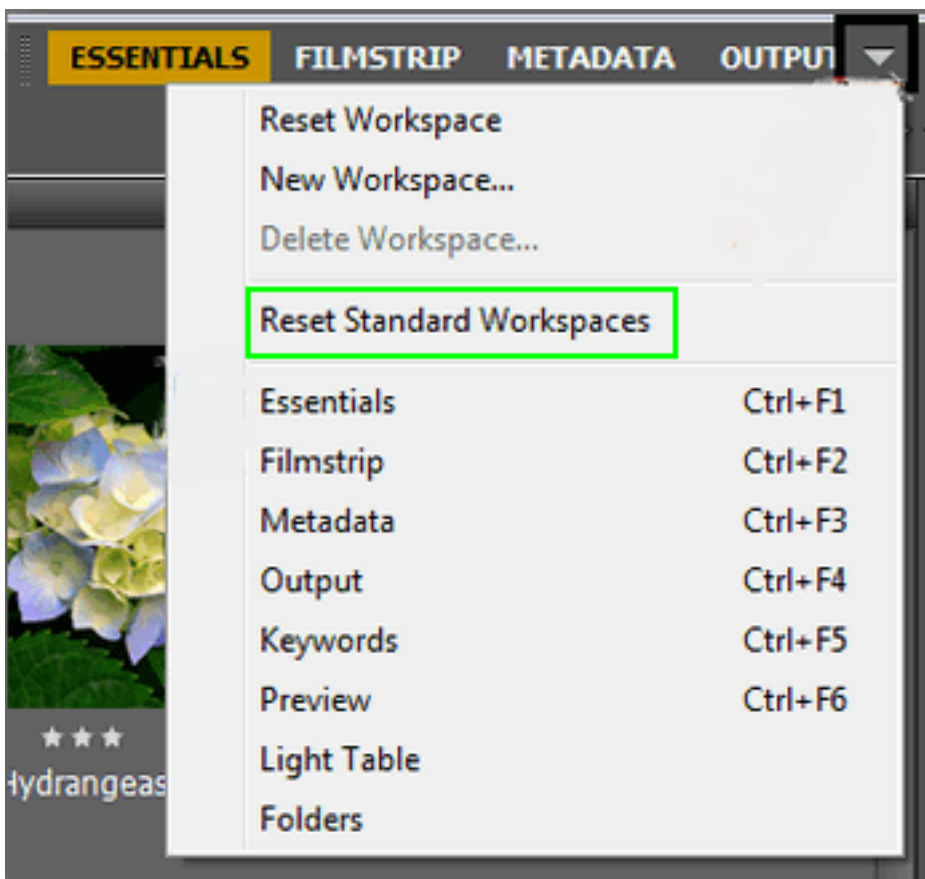 ESSENTIALS FILMSTRIP METADATA OUTPUT
Reset Workspace
New Workspace...
Delete Workspace...
Reset Standard Workspaces
Essentials Ctrl+F1
Filmstrip Ctrl+F2
Metadata Ctrl+F3
Output Ctrl+F4
Keywords Ctrl+F5
Preview Ctrl+F6
Light Table
Folders
Hydrangeas